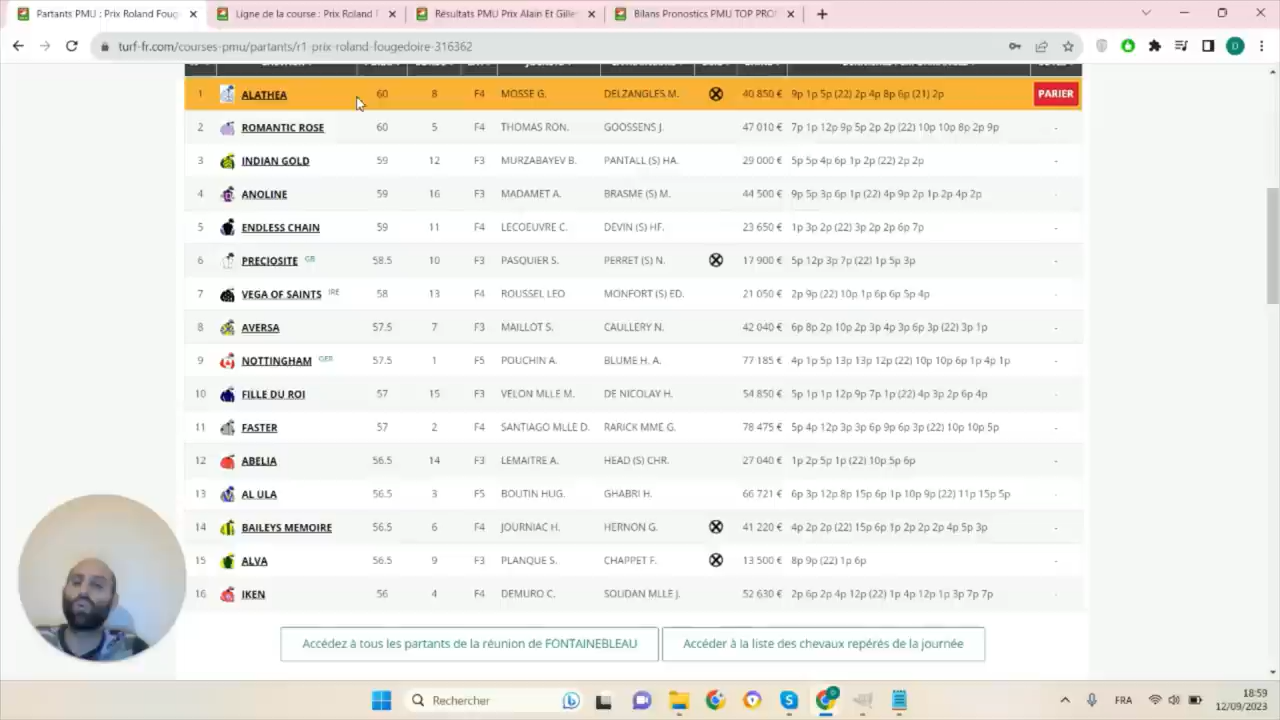 Partants PMU : Prix Roland Foug
Ligne de la course : Prix Roland F
Résultats PMU Prix Alain Et Gille
Bilans Pronostics PMU TOP PRO
turf-fr.com/courses-pmu/partants/r1-prix-roland-fougedoire-316362
1 ALATHEA 60 8 F4 MOSSE G. DELZANGLES M. 40 850 € 9p 1p 5p (22) 2p 4p 8p 6p (21) 2p PARIER
2 ROMANTIC ROSE 60 5 F4 THOMAS RON. GOOSSENS J. 47 010 € 7p 1p 12p 9p 5p 2p 2p (22) 10p 10p 8p 2p 9p -
3 INDIAN GOLD 59 12 F3 MURZABAYEV B. PANTALL (S) HA. 29 000 € 5p 5p 4p 6p 1p 2p (22) 2p 2p -
4 ANOLINE 59 16 F3 MADAMET A. BRASME (S) M. 44 500 € 9p 5p 3p 6p 1p (22) 4p 9p 2p 1p 2p 4p 2p -
5 ENDLESS CHAIN 59 11 F4 LECOEUVRE C. DEVIN (S) HF. 23 650 € 1p 3p 2p (22) 3p 2p 2p 6p 7p -
6 PRECIOSITE GB 58.5 10 F3 PASQUIER S. PERRET (S) N. 17 900 € 5p 12p 3p 7p (22) 1p 5p 3p -
7 VEGA OF SAINTS IRE 58 13 F4 ROUSSEL LEO MONFORT (S) ED. 21 050 € 2p 9p (22) 10p 1p 6p 6p 5p 4p -
8 AVERSA 57.5 7 F3 MAILLOT S. CAULLERY N. 42 040 € 6p 8p 2p 10p 2p 3p 4p 3p 6p 3p (22) 3p 1p -
9 NOTTINGHAM GER 57.5 1 F5 POUCHIN A. BLUME H. A. 77 185 € 4p 1p 5p 13p 13p 12p (22) 10p 10p 6p 1p 4p 1p -
10 FILLE DU ROI 57 15 F3 VELON MLLE M. DE NICOLAY H. 54 850 € 5p 1p 1p 12p 9p 7p 1p (22) 4p 3p 2p 6p 4p -
11 FASTER 57 2 F4 SANTIAGO MLLE D. RARICK MME G. 78 475 € 5p 4p 12p 3p 3p 6p 9p 6p 3p (22) 10p 10p 5p -
12 ABELIA 56.5 14 F3 LEMAITRE A. HEAD (S) CHR. 27 040 € 1p 2p 5p 1p (22) 10p 5p 6p -
13 AL ULA 56.5 3 F5 BOUTIN HUG. GHABRI H. 66 721 € 6p 3p 12p 8p 15p 6p 1p 10p 9p (22) 11p 15p 5p -
14 BAILEYS MEMOIRE 56.5 6 F4 JOURNIAC H. HERNON G. 41 220 € 4p 2p 2p (22) 15p 6p 1p 2p 2p 2p 4p 5p 3p -
15 ALVA 56.5 9 F3 PLANQUE S. CHAPPET F. 13 500 € 8p 9p (22) 1p 6p -
16 IKEN 56 4 F4 DEMURO C. SOUDAN MLLE J. 52 630 € 2p 6p 2p 4p 12p (22) 1p 4p 12p 1p 3p 7p 7p -
Accédez à tous les partants de la réunion de FONTAINEBLEAU
Accéder à la liste des chevaux repérés de la journée
Rechercher
FRA
18:59
12/09/2023